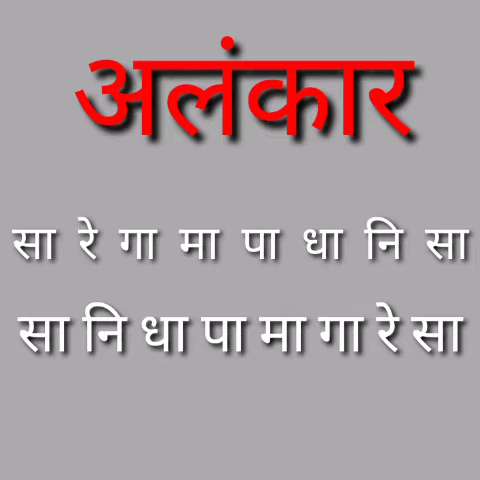 अलंकार
सा रे गा मा पा धा नि सा
सा नि धा पा मा गा रे सा